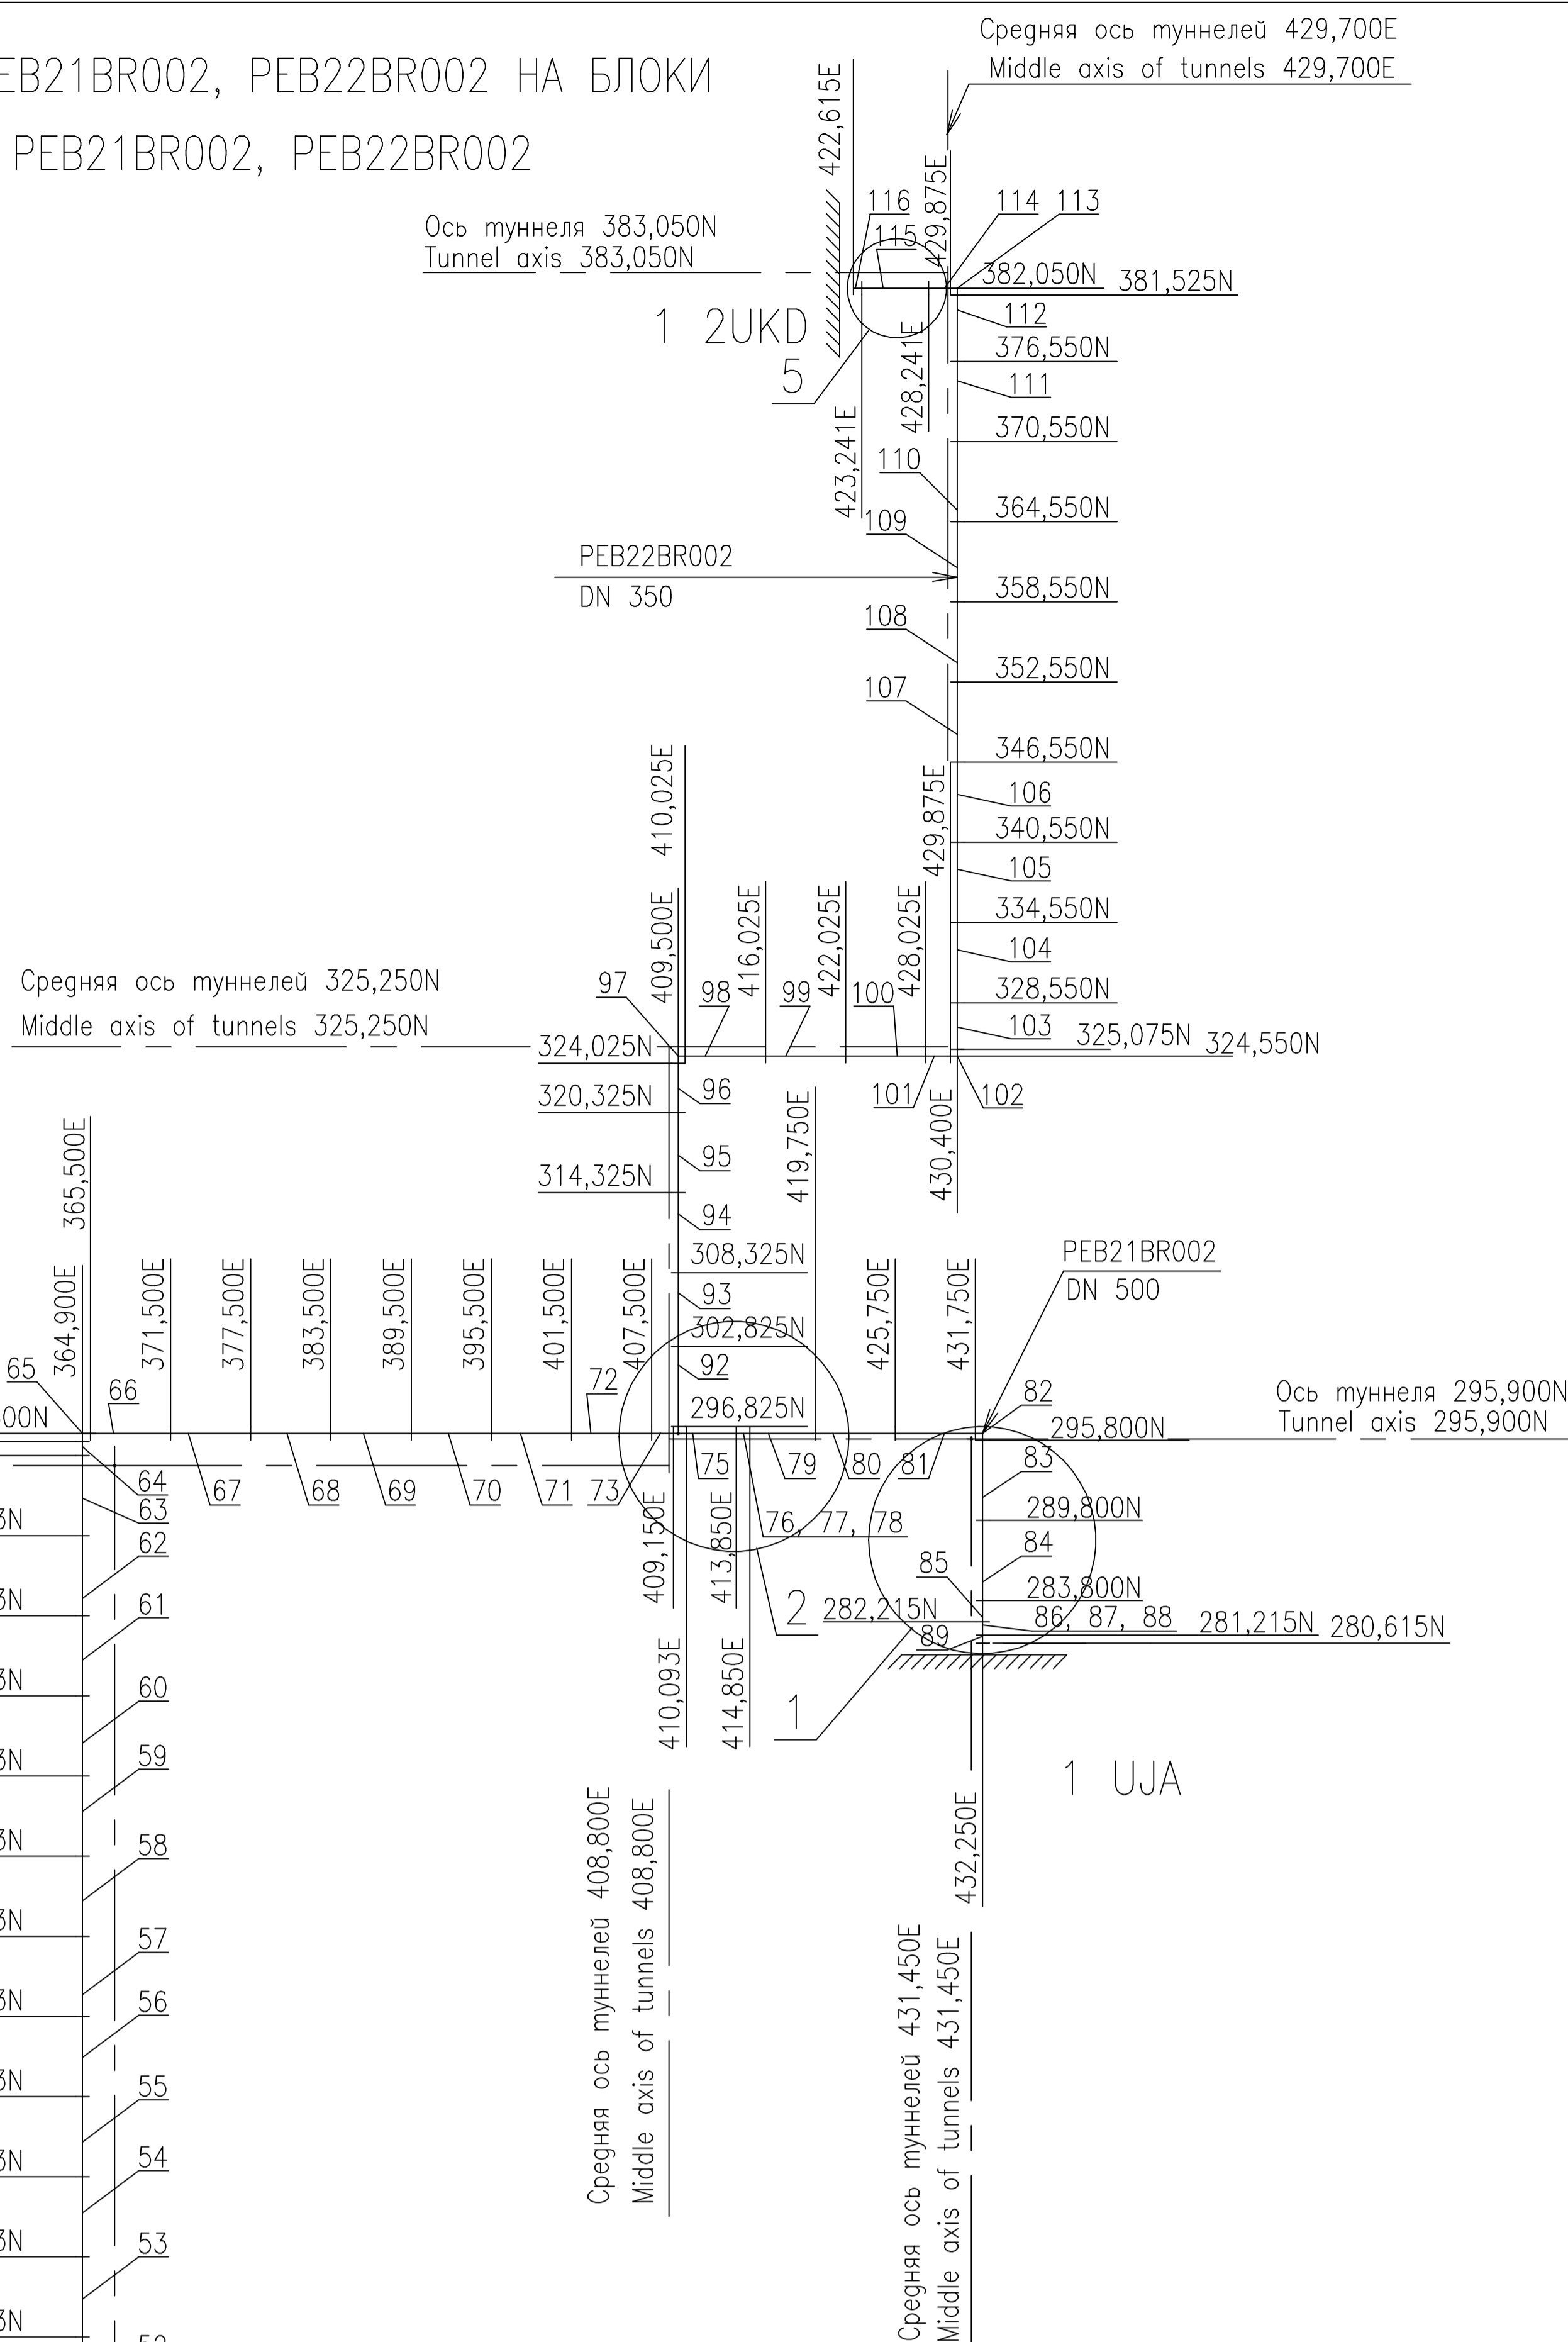 EB21BR002, PEB22BR002 НА БЛОКИ
PEB21BR002, PEB22BR002
Средняя ось туннелей 429,700E
Middle axis of tunnels 429,700E
422,615E
429,875E
116
114
113
115
Ось туннеля 383,050N
Tunnel axis 383,050N
382,050N
381,525N
1 2UKD
5
112
376,550N
428,241E
111
423,241E
370,550N
110
364,550N
109
PEB22BR002
DN 350
358,550N
108
352,550N
107
346,550N
410,025E
429,875E
106
340,550N
105
334,550N
409,500E
416,025E
422,025E
428,025E
104
Средняя ось туннелей 325,250N
Middle axis of tunnels 325,250N
97
98
99
100
328,550N
103
325,075N
324,550N
324,025N
320,325N
96
101
102
430,400E
419,750E
365,500E
95
314,325N
94
308,325N
PEB21BR002
DN 500
364,900E
371,500E
377,500E
383,500E
389,500E
395,500E
401,500E
407,500E
425,750E
431,750E
93
302,825N
92
65
66
72
82
00N
296,825N
295,800N
Ось туннеля 295,900N
Tunnel axis 295,900N
64
67
68
69
70
71
73
75
79
80
81
83
63
3N
76, 77, 78
289,800N
62
409,150E
413,850E
84
85
283,800N
3N
61
2
282,215N
86, 87, 88
281,215N
280,615N
89
410,093E
414,850E
3N
60
1
3N
59
1 UJA
3N
58
432,250E
Средняя ось туннелей 408,800E
Middle axis of tunnels 408,800E
3N
57
3N
56
Средняя ось туннелей 431,450E
Middle axis of tunnels 431,450E
3N
55
3N
54
3N
53
3N